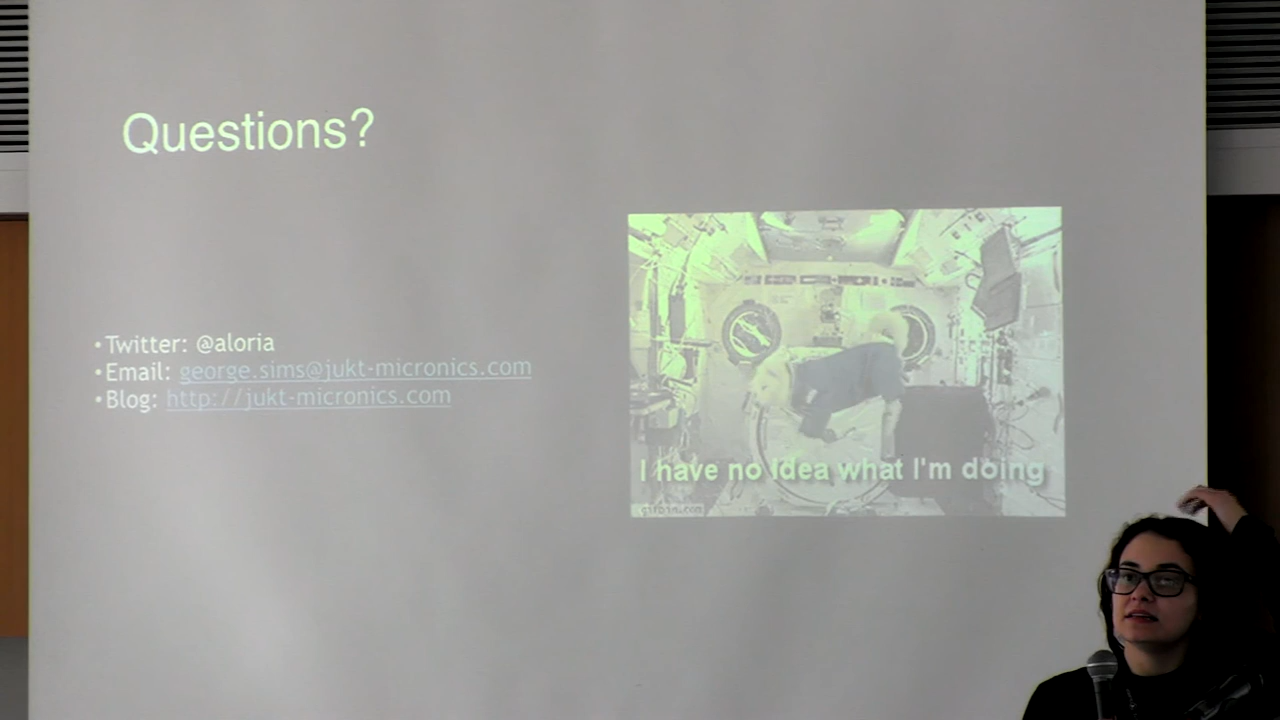 Questions?
• Twitter: @aloria
• Email: george.sims@jukt-micronics.com
• Blog: http://jukt-micronics.com
I have no idea what I'm doing